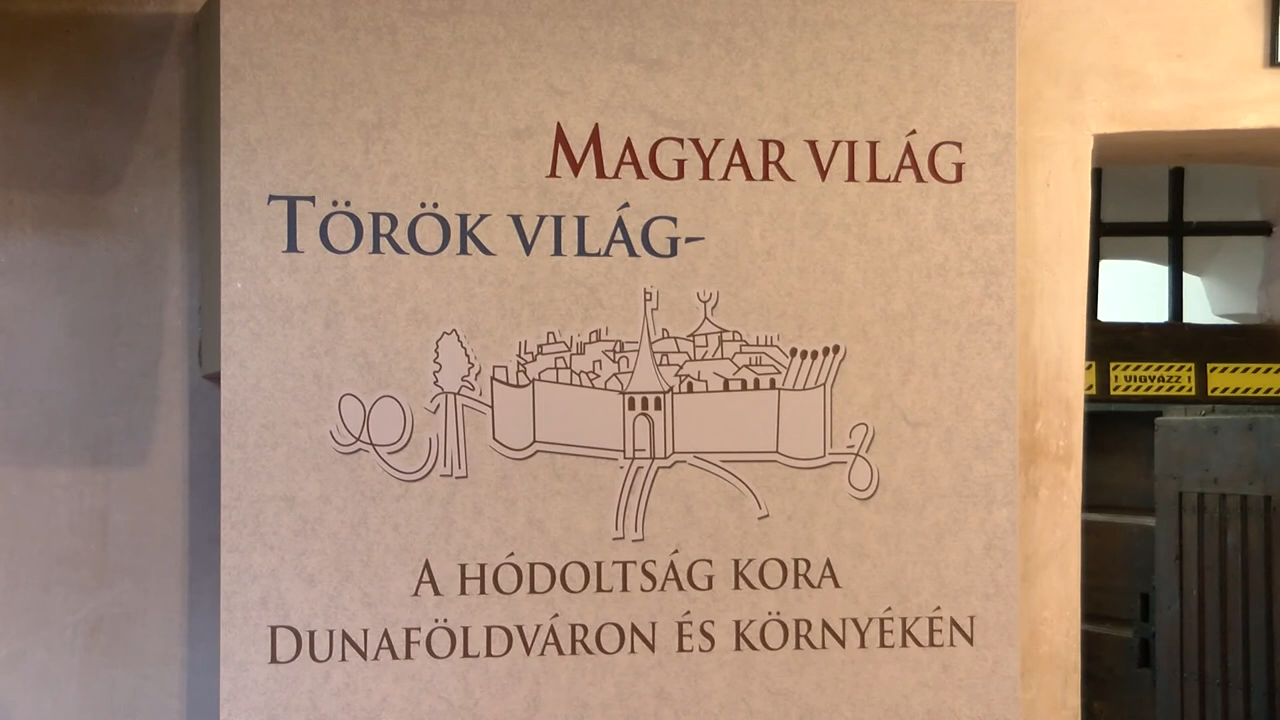 MAGYAR VILÁG
TÖRÖK VILÁG-
A HÓDOLTSÁG KORA
DUNAFÖLDVÁRON ÉS KÖRNYÉKÉN
! VIGYÁZZ !